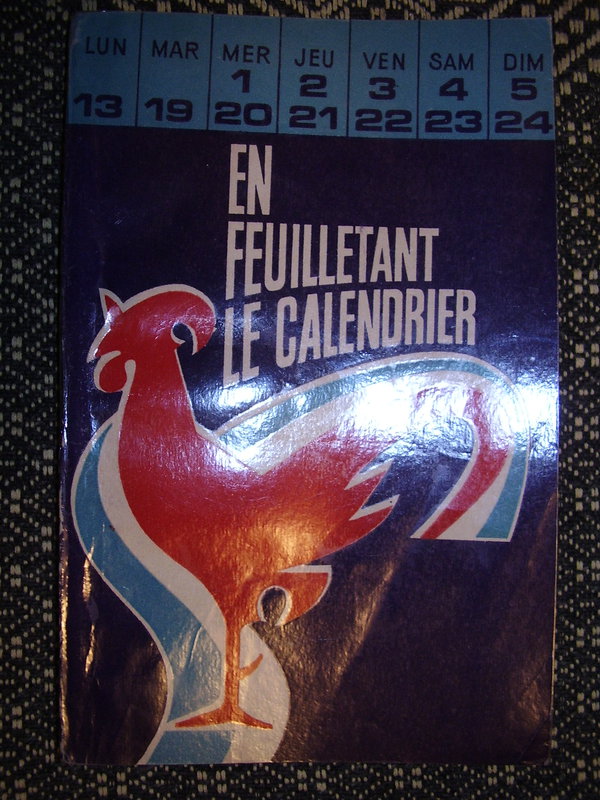 LUN MAR MER JEU VEN SAM DIM
1 2 3 4 5
13 19 20 21 22 23 24
EN
FEUILLETANT
LE CALENDRIER